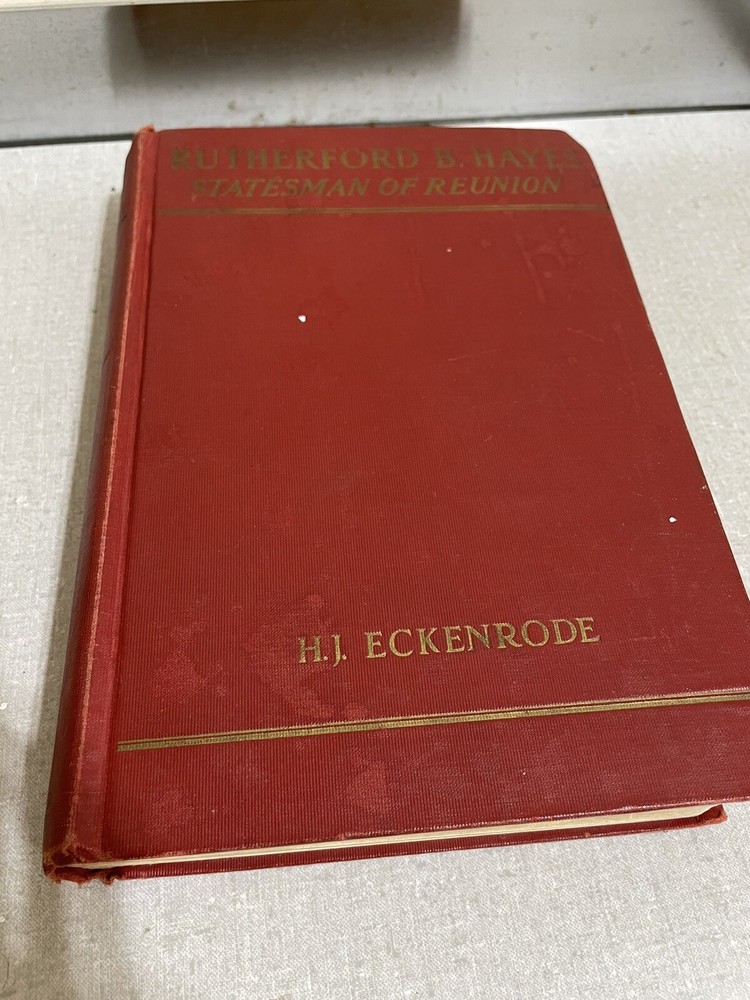 RUTHERFORD B. HAYES
STATESMAN OF REUNION
H.J. ECKENRODE